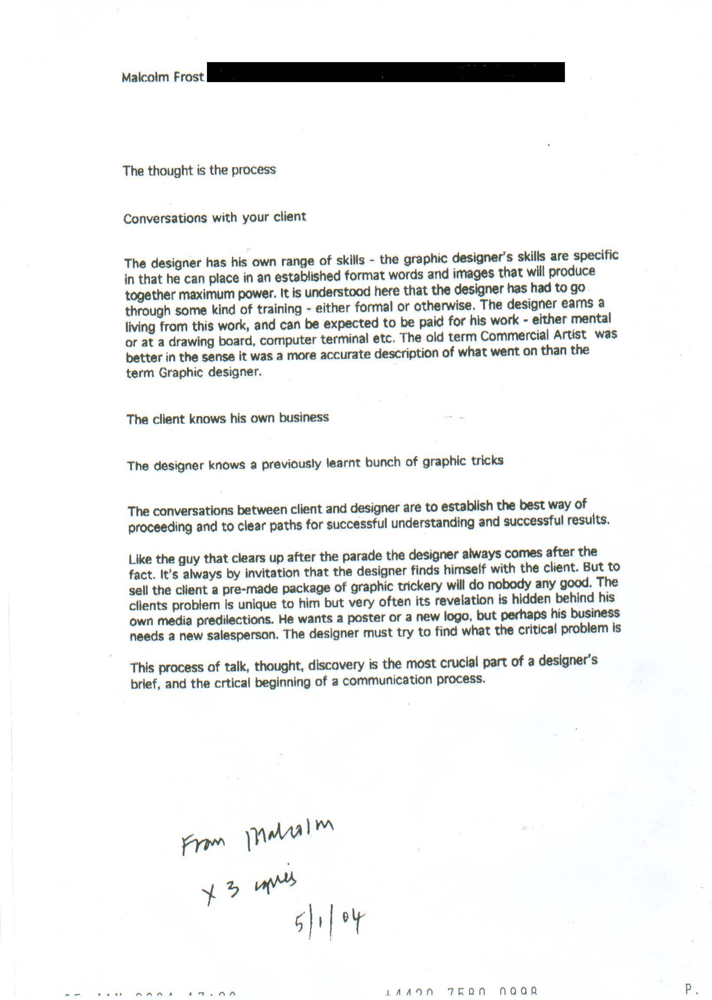 Malcolm Frost
The thought is the process
Conversations with your client
The designer has his own range of skills - the graphic designer's skills are specific
in that he can place in an established format words and images that will produce
together maximum power. It is understood here that the designer has had to go
through some kind of training - either formal or otherwise. The designer earns a
living from this work, and can be expected to be paid for his work - either mental
or at a drawing board, computer terminal etc. The old term Commercial Artist was
better in the sense it was a more accurate description of what went on than the
term Graphic designer.
The client knows his own business
The designer knows a previously learnt bunch of graphic tricks
The conversations between client and designer are to establish the best way of
proceeding and to clear paths for successful understanding and successful results.
Like the guy that clears up after the parade the designer always comes after the
fact. It's always by invitation that the designer finds himself with the client. But to
sell the client a pre-made package of graphic trickery will do nobody any good. The
clients problem is unique to him but very often its revelation is hidden behind his
own media predilections. He wants a poster or a new logo, but perhaps his business
needs a new salesperson. The designer must try to find what the critical problem is
This process of talk, thought, discovery is the most crucial part of a designer's
brief, and the crtical beginning of a communication process.
From Malcolm
X 3 copies
5/1/04
P.